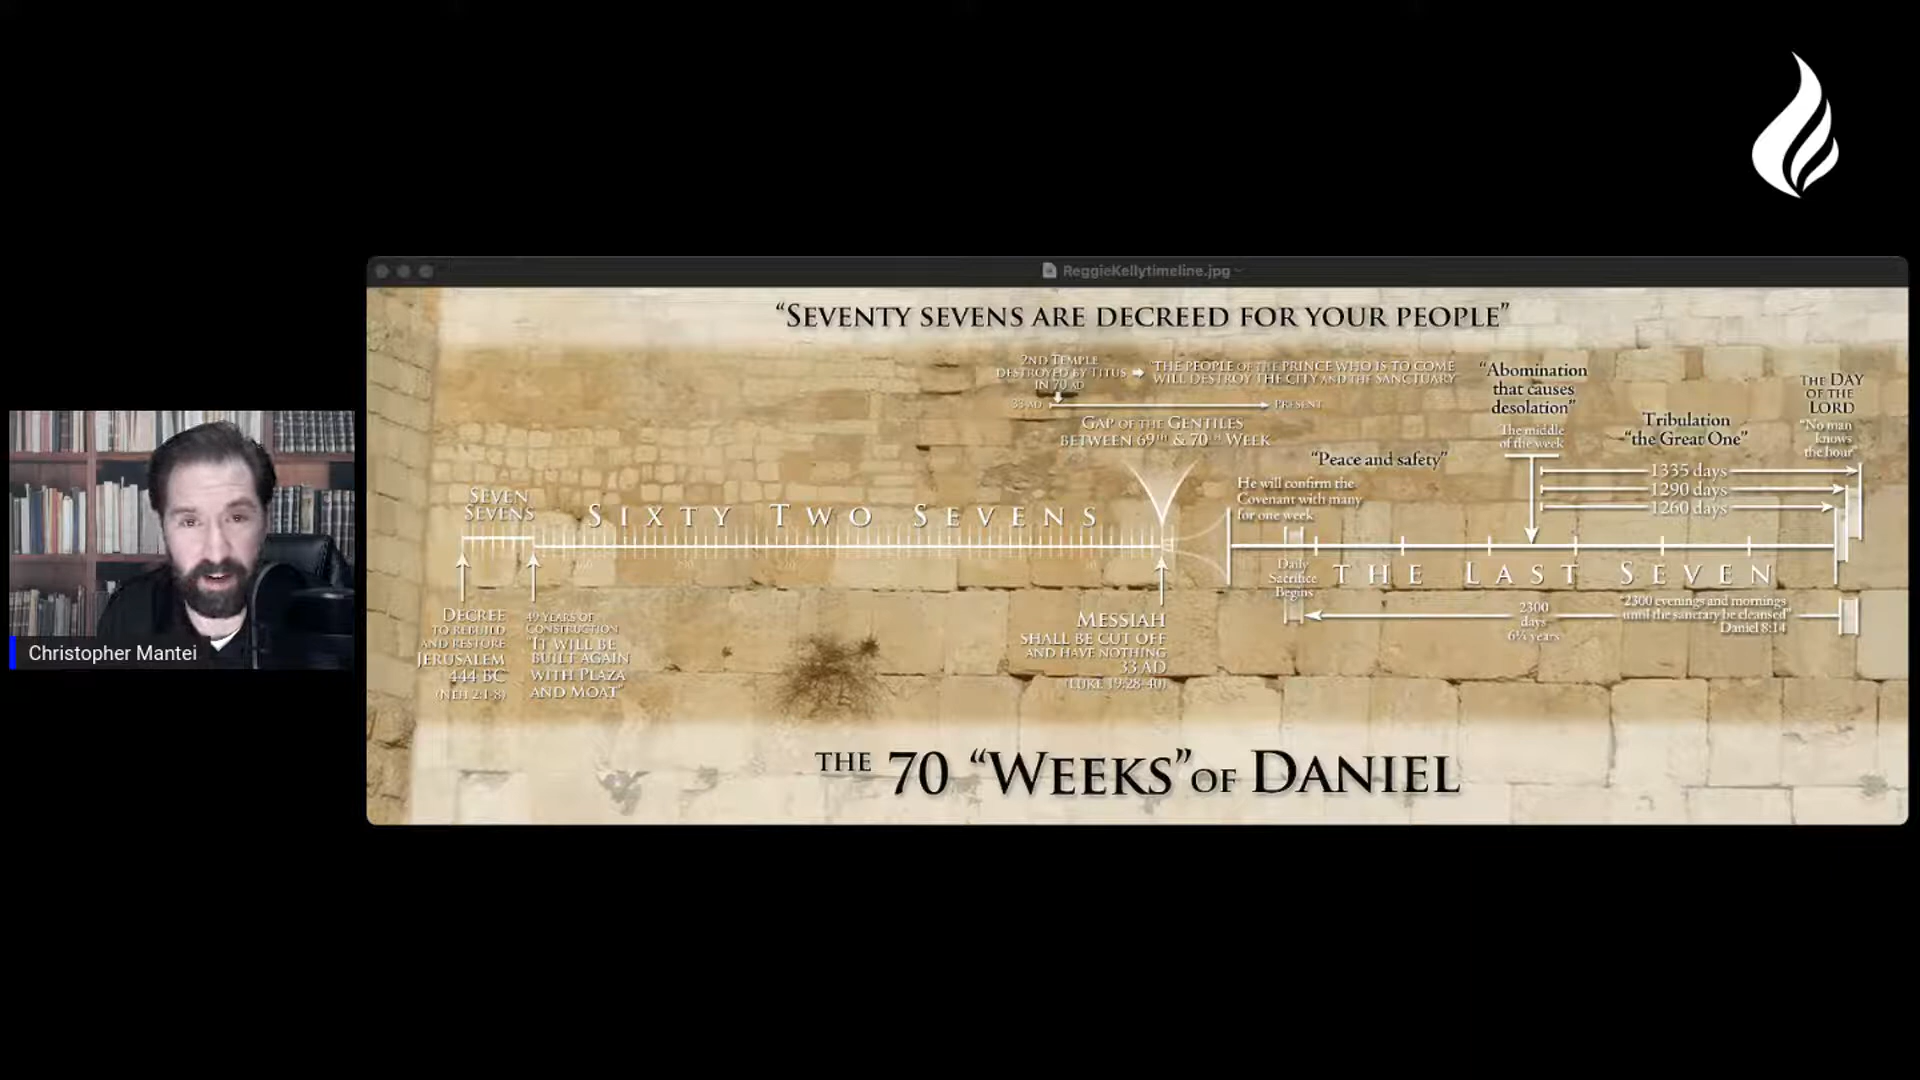 ReggieKellytimeline.jpg
“SEVENTY SEVENS ARE DECREED FOR YOUR PEOPLE”
2ND TEMPLE
DESTROYED BY TITUS
IN 70 AD
“THE PEOPLE OF THE PRINCE WHO IS TO COME
WILL DESTROY THE CITY AND THE SANCTUARY
33 AD
PRESENT
GAP OF THE GENTILES
BETWEEN 69TH & 70TH WEEK
“Abomination
that causes
desolation”
The middle
of the week
Tribulation
“the Great One”
THE DAY
OF THE
LORD
“No man
knows
the hour”
“Peace and safety”
He will confirm the
Covenant with many
for one week
1335 days
1290 days
1260 days
SEVEN
SEVENS
SIXTY TWO SEVENS
Daily
Sacrifice
Begins
THE LAST SEVEN
DECREE
TO REBUILD
AND RESTORE
JERUSALEM
444 BC
(NEH 2:1-8)
49 YEARS OF
CONSTRUCTION
“IT WILL BE
BUILT AGAIN
WITH PLAZA
AND MOAT”
MESSIAH
SHALL BE CUT OFF
AND HAVE NOTHING
33 AD
(LUKE 19:28-40)
2300
days
6⅓ years
“2300 evenings and mornings
until the sanctary be cleansed”
Daniel 8:14
THE 70 “WEEKS” OF DANIEL
Christopher Mantei